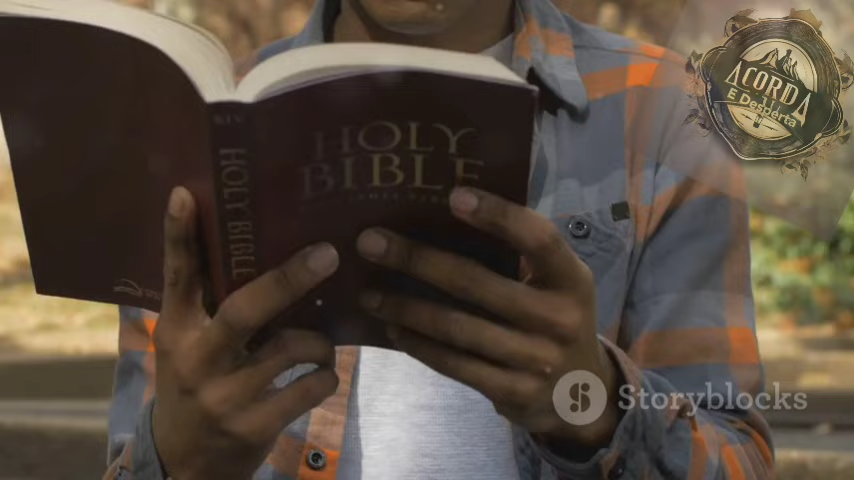 ACORDA
E Desperta
KJV
HOLY BIBLE
HOLY
BIBLE
Storyblocks